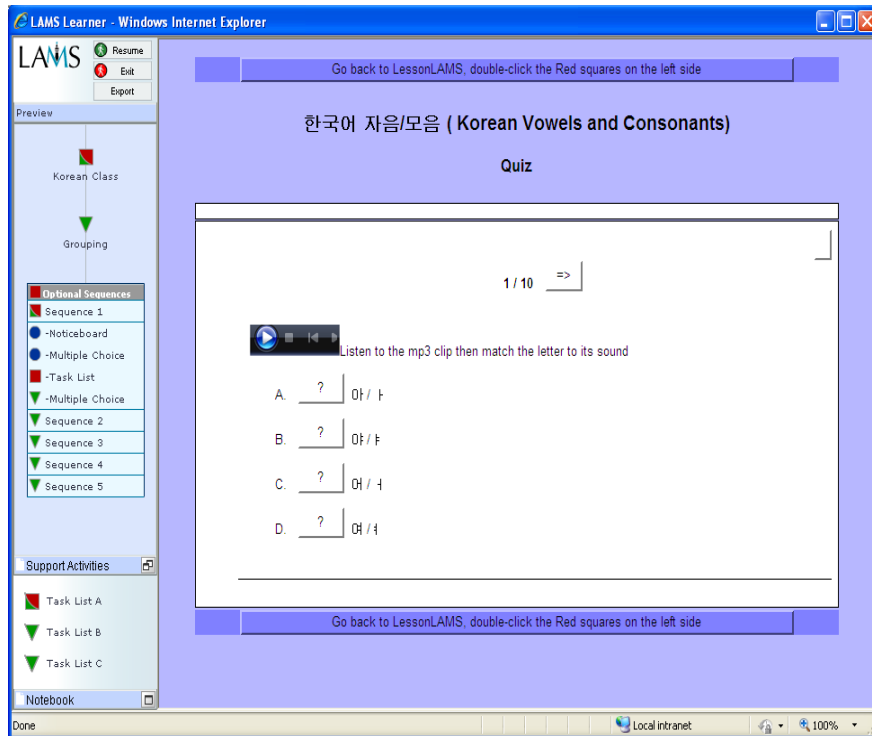 LAMS Learner - Windows Internet Explorer
LAMS
Resume
Exit
Export
Preview
Korean Class
Grouping
Optional Sequences
Sequence 1
-Noticeboard
-Multiple Choice
-Task List
-Multiple Choice
Sequence 2
Sequence 3
Sequence 4
Sequence 5
Support Activities
Task List A
Task List B
Task List C
Notebook
Go back to LessonLAMS, double-click the Red squares on the left side
한국어 자음/모음 ( Korean Vowels and Consonants)
Quiz
1 / 10 =>
Listen to the mp3 clip then match the letter to its sound
A. ? 아 / ㅏ
B. ? 야 / ㅑ
C. ? 어 / ㅓ
D. ? 여 / ㅕ
Go back to LessonLAMS, double-click the Red squares on the left side
Done
Local intranet
100%